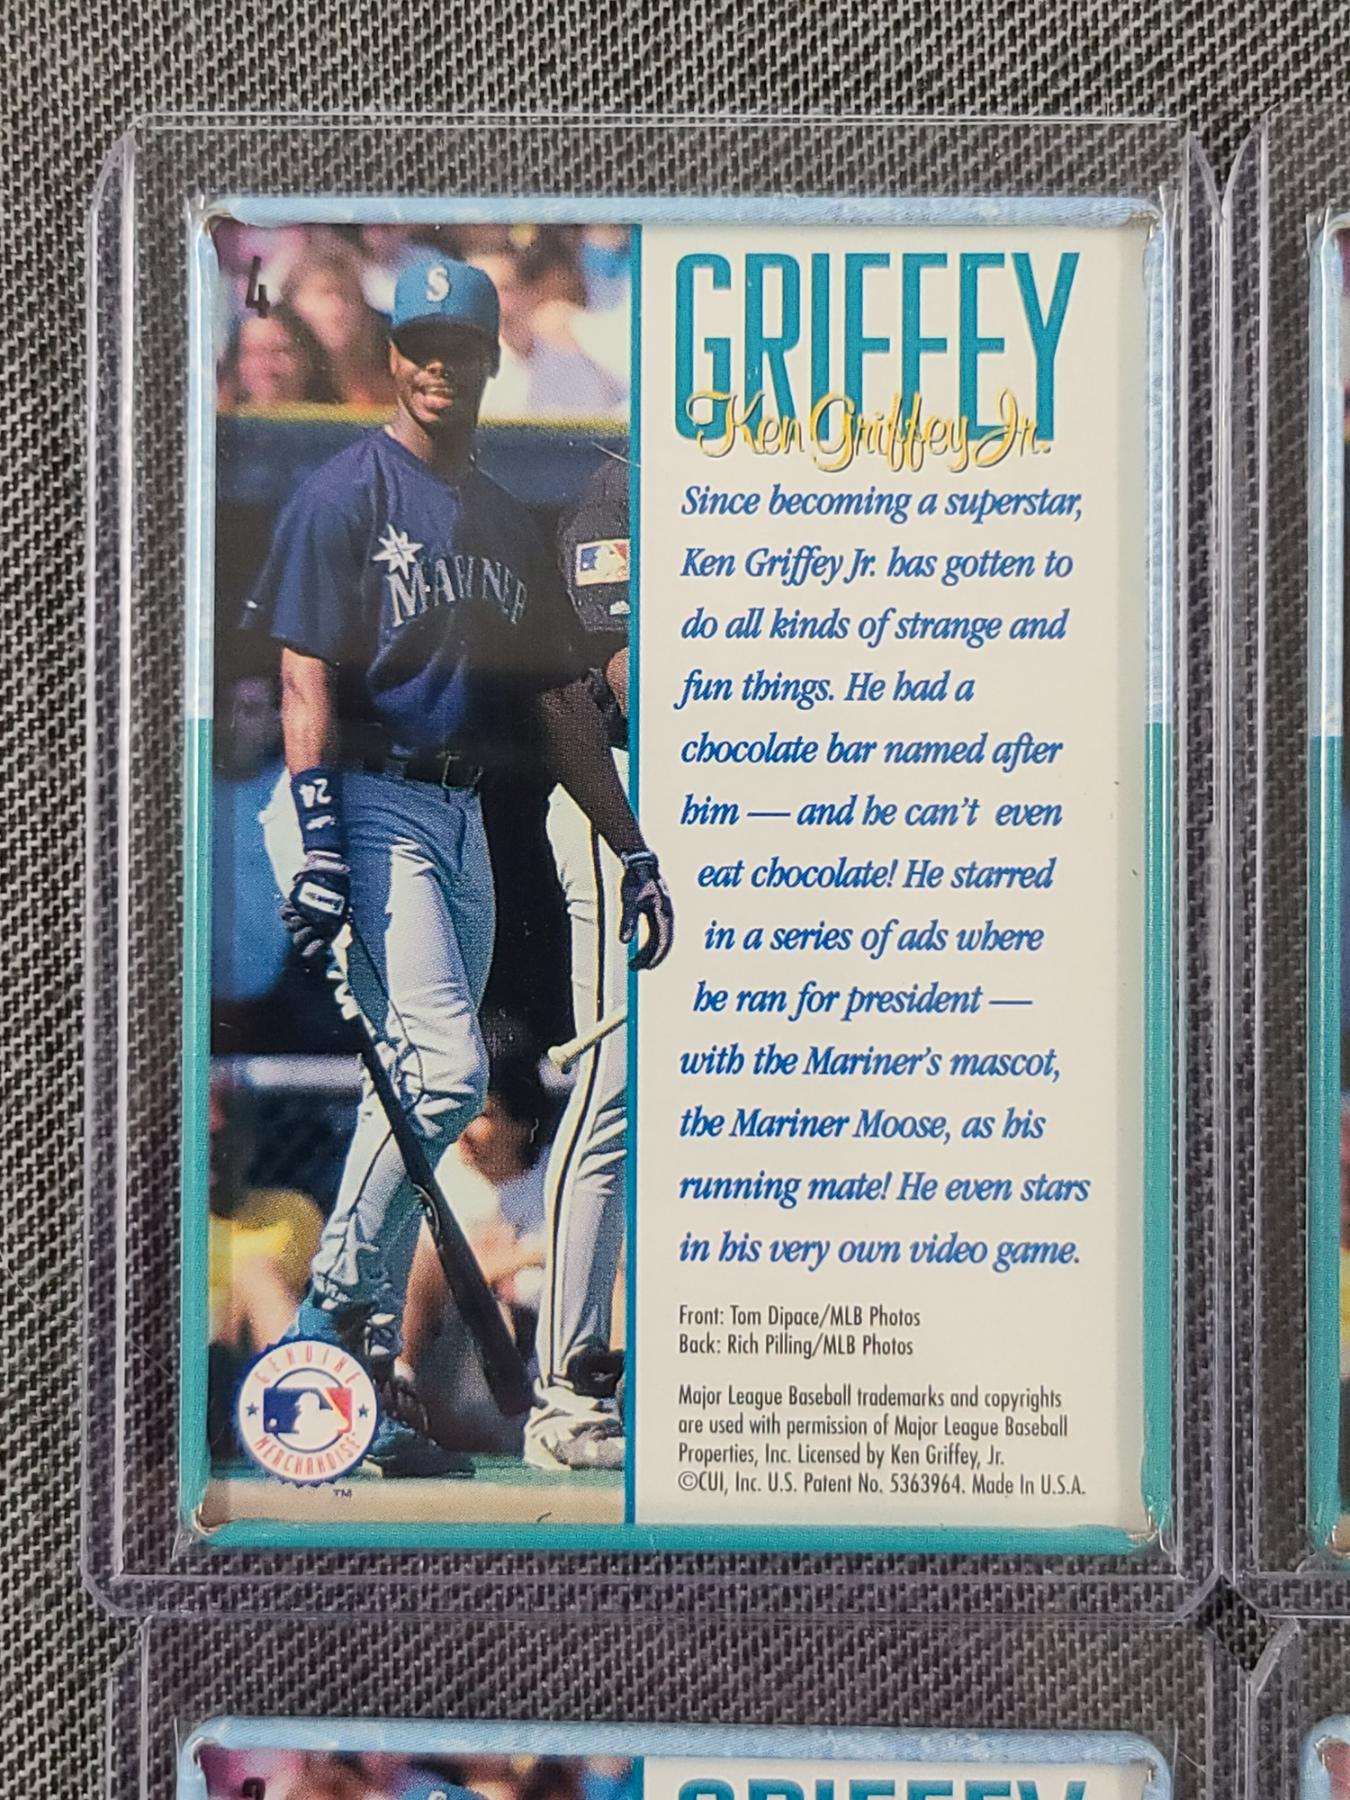 4
S
MARINER
24
GRIFFEY
Ken Griffey Jr.
Since becoming a superstar,
Ken Griffey Jr. has gotten to
do all kinds of strange and
fun things. He had a
chocolate bar named after
him — and he can't even
eat chocolate! He starred
in a series of ads where
he ran for president —
with the Mariner's mascot,
the Mariner Moose, as his
running mate! He even stars
in his very own video game.
Front: Tom Dipace/MLB Photos
Back: Rich Pilling/MLB Photos
Major League Baseball trademarks and copyrights
are used with permission of Major League Baseball
Properties, Inc. Licensed by Ken Griffey, Jr.
©CUI, Inc. U.S. Patent No. 5363964. Made In U.S.A.
GENUINE
MERCHANDISE
TM
GRIFFEY